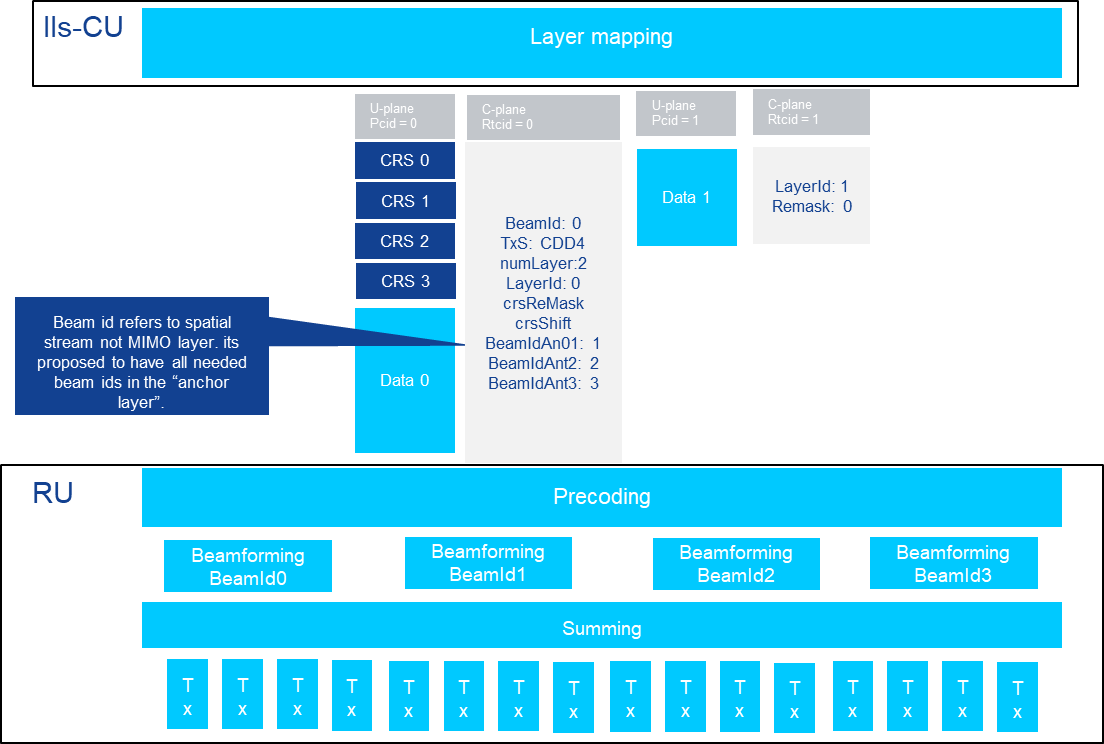 lls-CU
Layer mapping
U-plane
Pcid = 0
C-plane
Rtcid = 0
U-plane
Pcid = 1
C-plane
Rtcid = 1
CRS 0
CRS 1
CRS 2
CRS 3
Data 0
BeamId: 0
TxS: CDD4
numLayer:2
LayerId: 0
crsReMask
crsShift
BeamIdAn01: 1
BeamIdAnt2: 2
BeamIdAnt3: 3
Data 1
LayerId: 1
Remask: 0
Beam id refers to spatial
stream not MIMO layer. its
proposed to have all needed
beam ids in the “anchor
layer”.
RU
Precoding
Beamforming
BeamId0
Beamforming
BeamId1
Beamforming
BeamId2
Beamforming
BeamId3
Summing
T
x
T
x
T
x
T
x
T
x
T
x
T
x
T
x
T
x
T
x
T
x
T
x
T
x
T
x
T
x
T
x